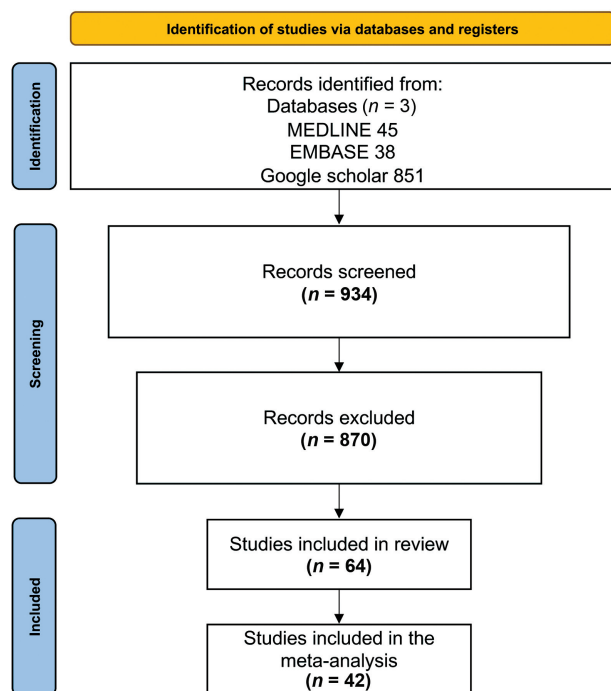 Identification of studies via databases and registers
Identification
Records identified from:
Databases (n = 3)
MEDLINE 45
EMBASE 38
Google scholar 851
Screening
Records screened
(n = 934)
Records excluded
(n = 870)
Included
Studies included in review
(n = 64)
Studies included in the
meta-analysis
(n = 42)